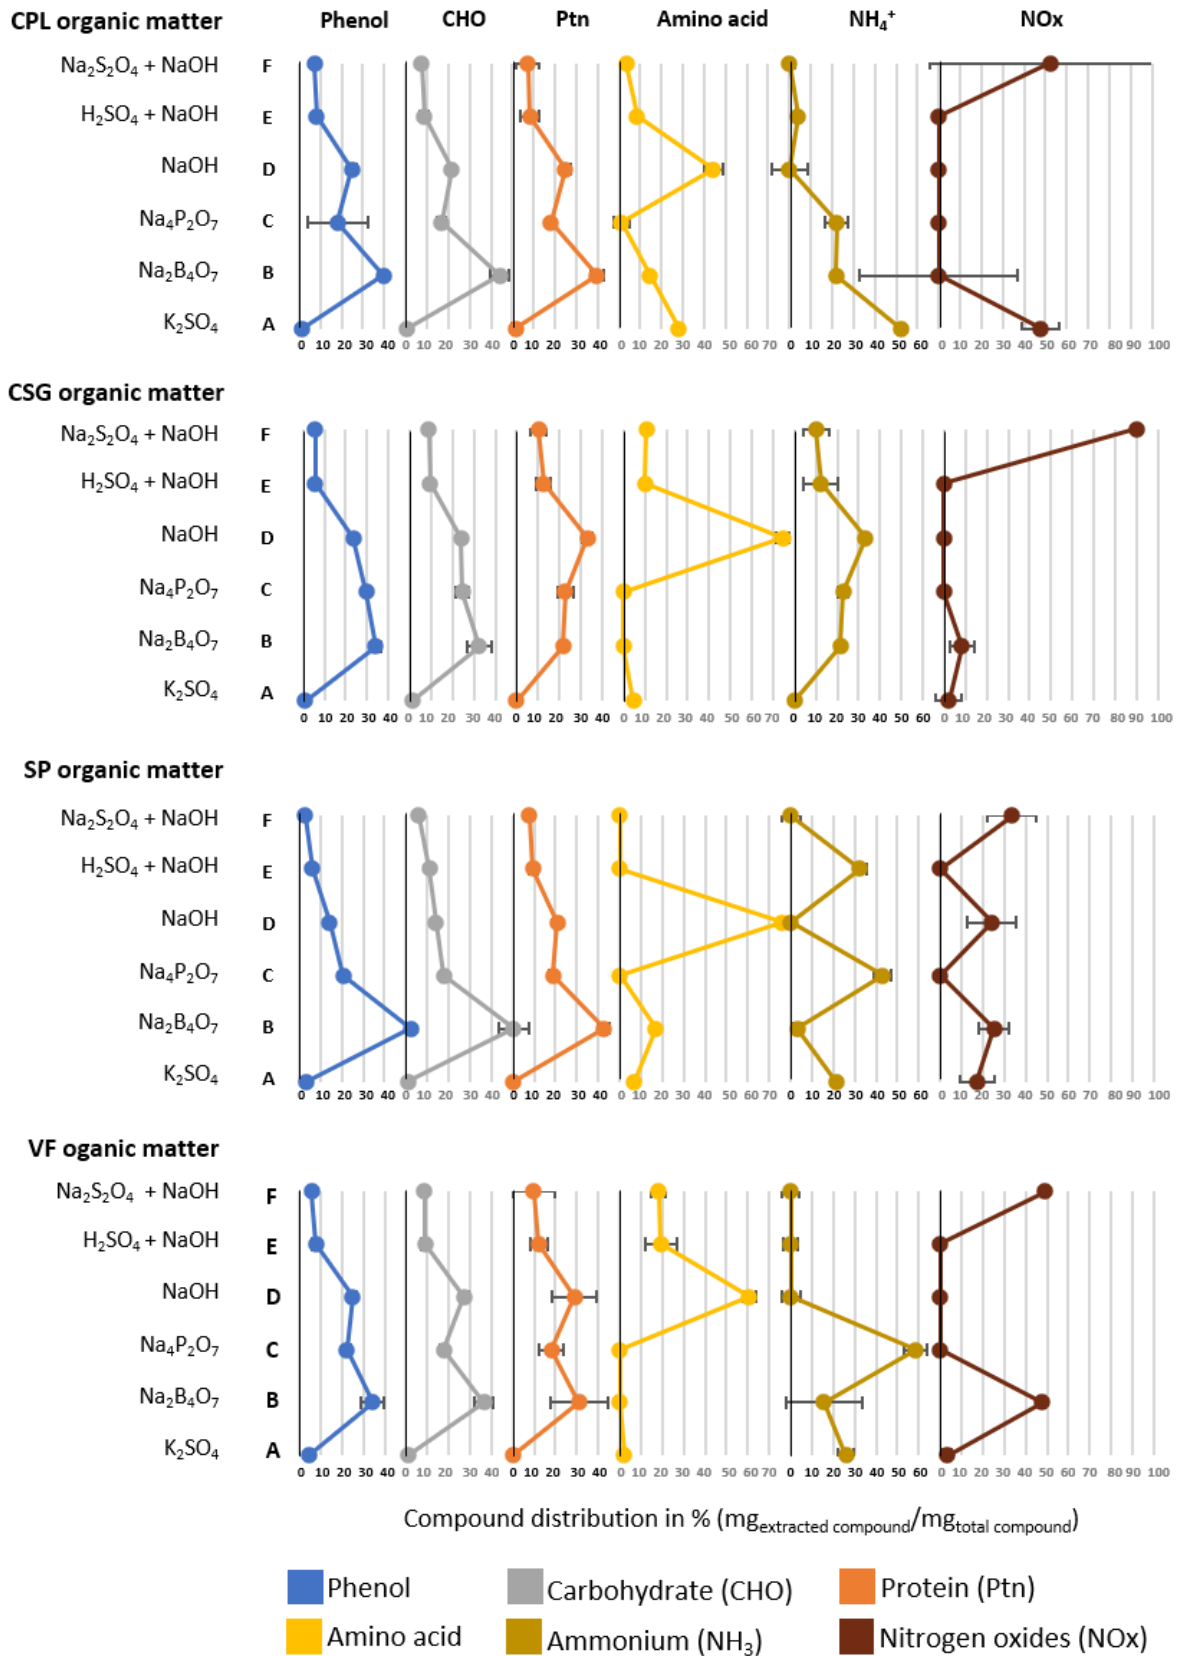 CPL organic matter Phenol CHO Ptn Amino acid NH₄⁺ NOx
Na₂S₂O₄ + NaOH F
H₂SO₄ + NaOH E
NaOH D
Na₄P₂O₇ C
Na₂B₄O₇ B
K₂SO₄ A
0 10 20 30 40 0 10 20 30 40 0 10 20 30 40 0 10 20 30 40 50 60 70 0 10 20 30 40 50 60 0 10 20 30 40 50 60 70 80 90 100
CSG organic matter
Na₂S₂O₄ + NaOH F
H₂SO₄ + NaOH E
NaOH D
Na₄P₂O₇ C
Na₂B₄O₇ B
K₂SO₄ A
0 10 20 30 40 0 10 20 30 40 0 10 20 30 40 0 10 20 30 40 50 60 70 0 10 20 30 40 50 60 0 10 20 30 40 50 60 70 80 90 100
SP organic matter
Na₂S₂O₄ + NaOH F
H₂SO₄ + NaOH E
NaOH D
Na₄P₂O₇ C
Na₂B₄O₇ B
K₂SO₄ A
0 10 20 30 40 0 10 20 30 40 0 10 20 30 40 0 10 20 30 40 50 60 70 0 10 20 30 40 50 60 0 10 20 30 40 50 60 70 80 90 100
VF oganic matter
Na₂S₂O₄ + NaOH F
H₂SO₄ + NaOH E
NaOH D
Na₄P₂O₇ C
Na₂B₄O₇ B
K₂SO₄ A
0 10 20 30 40 0 10 20 30 40 0 10 20 30 40 0 10 20 30 40 50 60 70 0 10 20 30 40 50 60 0 10 20 30 40 50 60 70 80 90 100
Compound distribution in % (mg extracted compound/mg total compound)
Phenol Carbohydrate (CHO) Protein (Ptn)
Amino acid Ammonium (NH₃) Nitrogen oxides (NOx)